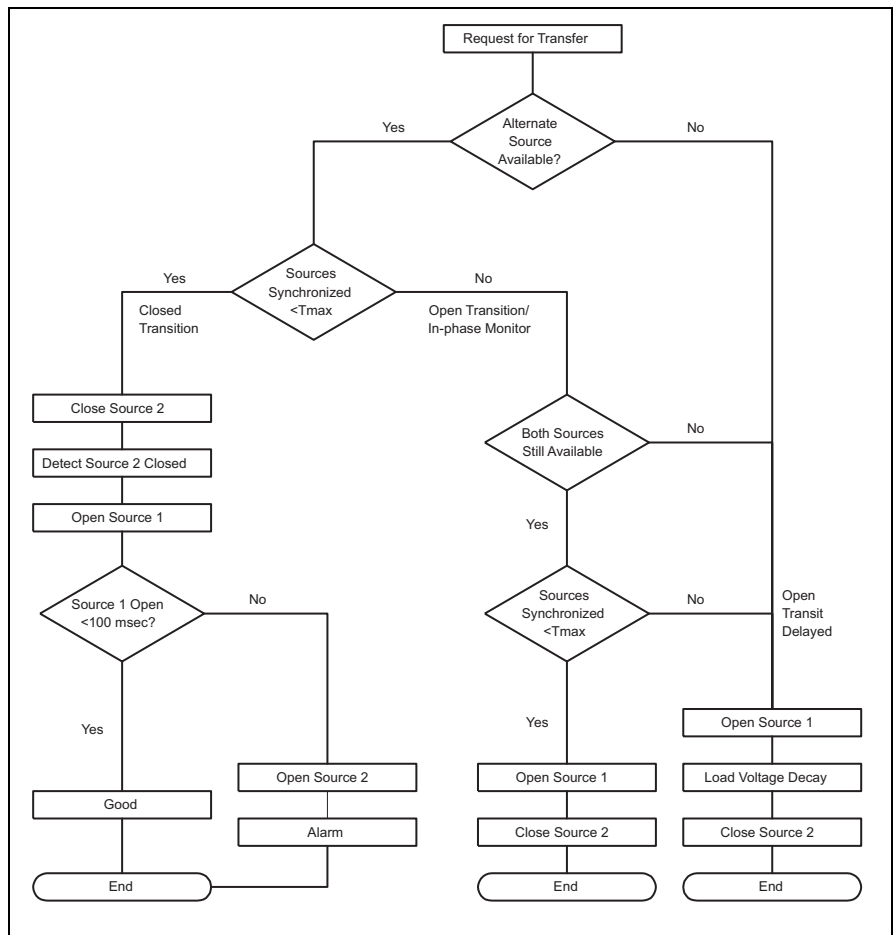 Request for Transfer
Alternate
Source
Available?
Yes
No
Sources
Synchronized
<Tmax
Yes
No
Closed
Transition
Open Transition/
In-phase Monitor
Close Source 2
Detect Source 2 Closed
Open Source 1
Source 1 Open
<100 msec?
No
Yes
Good
Open Source 2
Alarm
End
Both Sources
Still Available
No
Yes
Sources
Synchronized
<Tmax
No
Yes
Open Source 1
Close Source 2
End
Open
Transit
Delayed
Open Source 1
Load Voltage Decay
Close Source 2
End